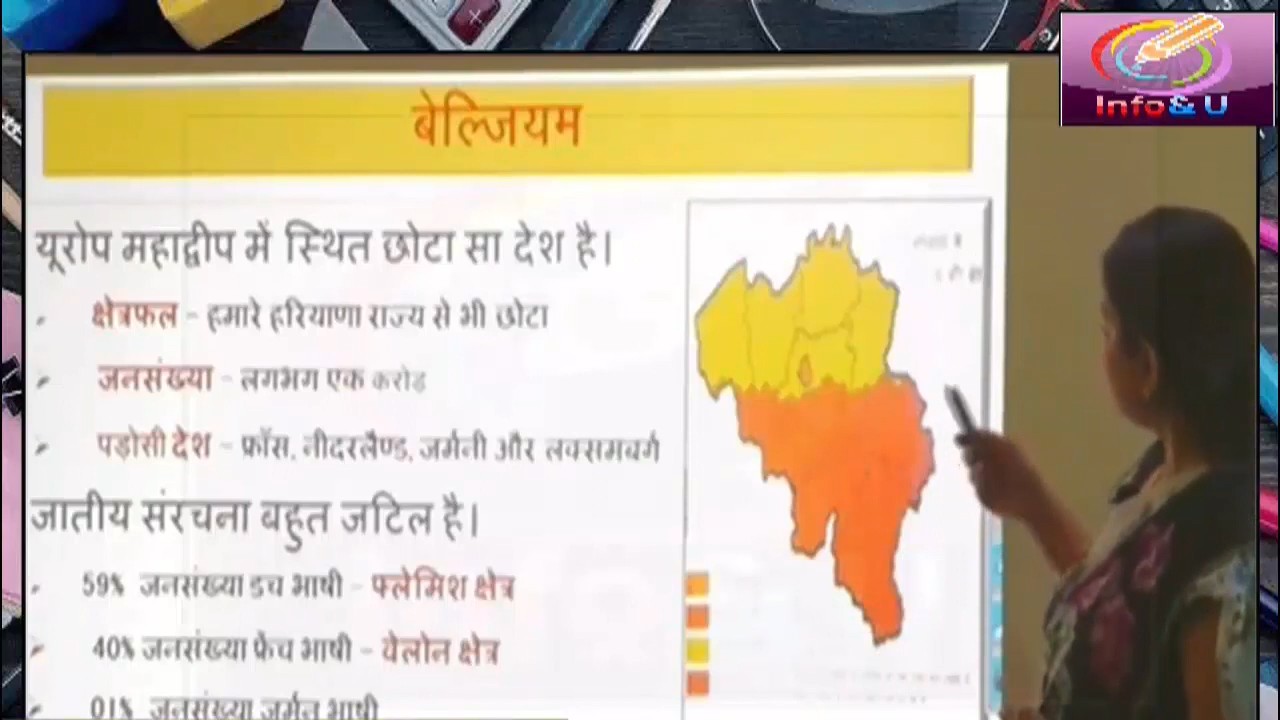 Info & U
बेल्जियम
यूरोप महाद्वीप में स्थित छोटा सा देश है।
क्षेत्रफल - हमारे हरियाणा राज्य से भी छोटा
जनसंख्या - लगभग एक करोड
पड़ोसी देश - फ्रॉस, नीदरलैण्ड, जर्मनी और लक्समबर्ग
जातीय संरचना बहुत जटिल है।
59% जनसंख्या डच भाषी - फ्लेमिश क्षेत्र
40% जनसंख्या फ्रेंच भाषी - वेलोन क्षेत्र
01% जनसंख्या जर्मन भाषी